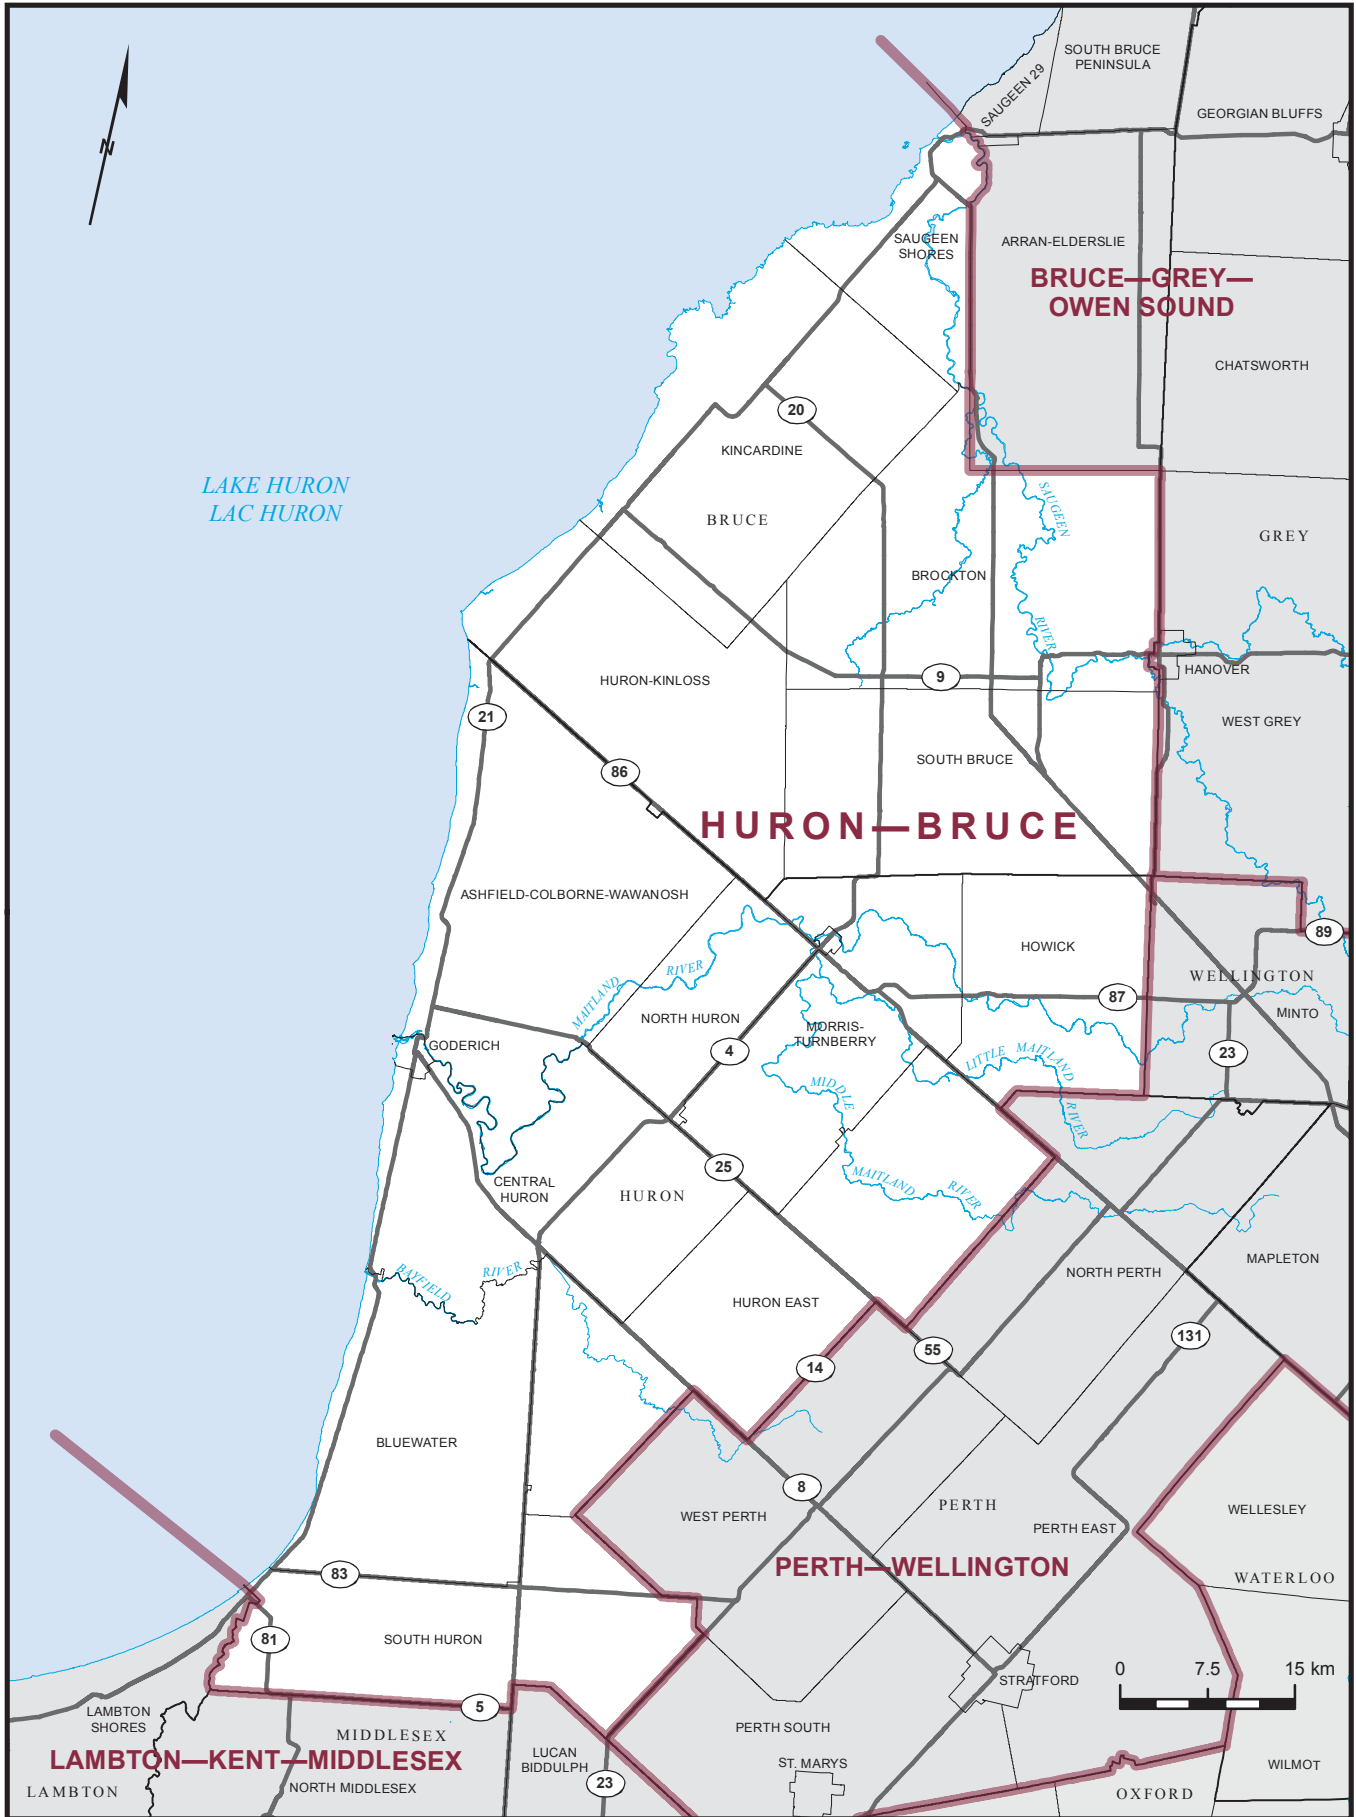 SOUTH BRUCE
PENINSULA
SAUGEEN 29
GEORGIAN BLUFFS
N
SAUGEEN
SHORES
ARRAN-ELDERSLIE
BRUCE—GREY—
OWEN SOUND
CHATSWORTH
20
KINCARDINE
LAKE HURON
LAC HURON
BRUCE
SAUGEEN
GREY
BROCKTON
RIVER
HANOVER
HURON-KINLOSS
9
21
WEST GREY
86
SOUTH BRUCE
HURON—BRUCE
ASHFIELD-COLBORNE-WAWANOSH
89
HOWICK
RIVER
WELLINGTON
MAITLAND
87
MINTO
NORTH HURON
MORRIS-
TURNBERRY
GODERICH
4
23
LITTLE MAITLAND
MIDDLE
RIVER
25
MAITLAND
RIVER
CENTRAL
HURON
HURON
BAYFIELD
RIVER
NORTH PERTH
MAPLETON
HURON EAST
131
55
14
BLUEWATER
8
WEST PERTH
PERTH
WELLESLEY
PERTH EAST
PERTH—WELLINGTON
83
WATERLOO
81
SOUTH HURON
0 7.5 15 km
STRATFORD
5
LAMBTON
SHORES
MIDDLESEX
PERTH SOUTH
LAMBTON—KENT—MIDDLESEX
LUCAN
BIDDULPH
ST. MARYS
WILMOT
23
LAMBTON
NORTH MIDDLESEX
OXFORD